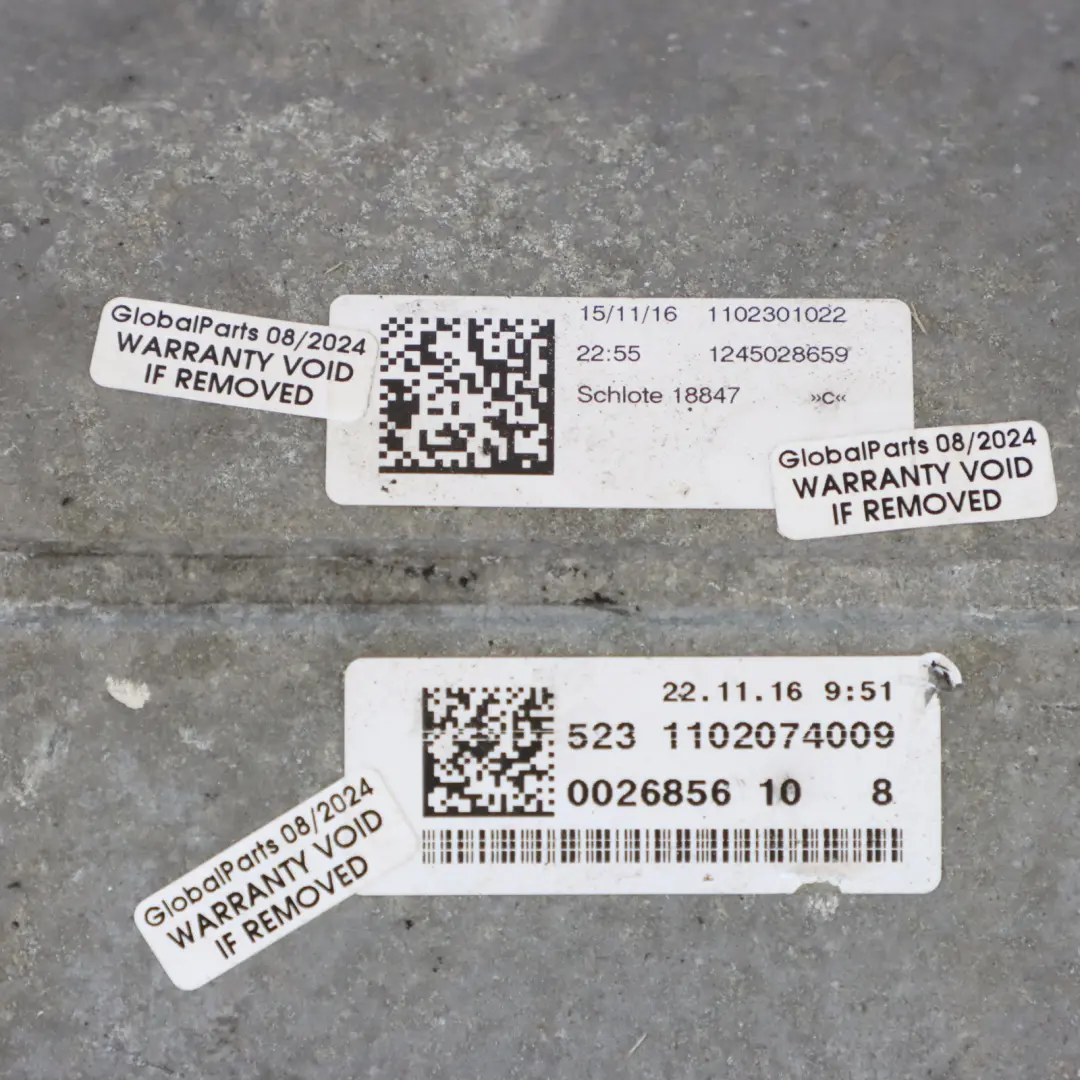 GlobalParts 08/2024
WARRANTY VOID
IF REMOVED
15/11/16 1102301022
22:55 1245028659
Schlote 18847 »c«
GlobalParts 08/2024
WARRANTY VOID
IF REMOVED
22.11.16 9:51
523 1102074009
0026856 10 8
GlobalParts 08/2024
WARRANTY VOID
IF REMOVED